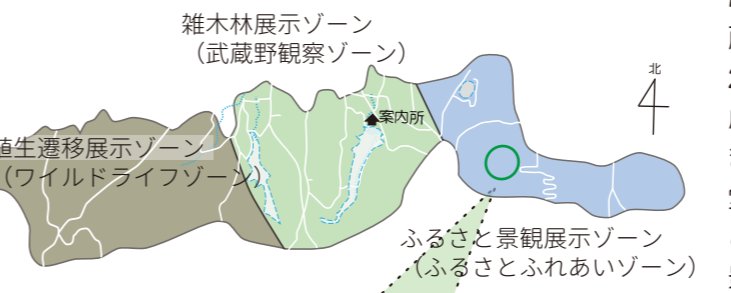 雑木林展示ゾーン
（武蔵野観察ゾーン）
北
案内所
植生遷移展示ゾーン
（ワイルドライフゾーン）
ふるさと景観展示ゾーン
（ふるさとふれあいゾーン）